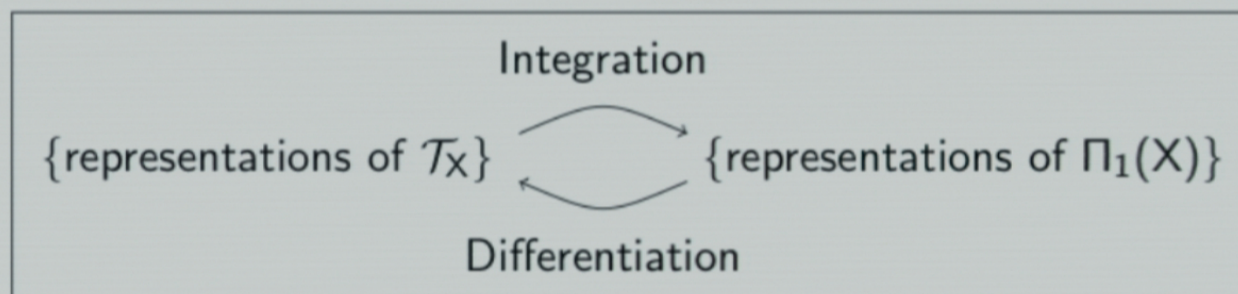 Integration
{representations of 𝒯X} {representations of Π₁(X)}
Differentiation